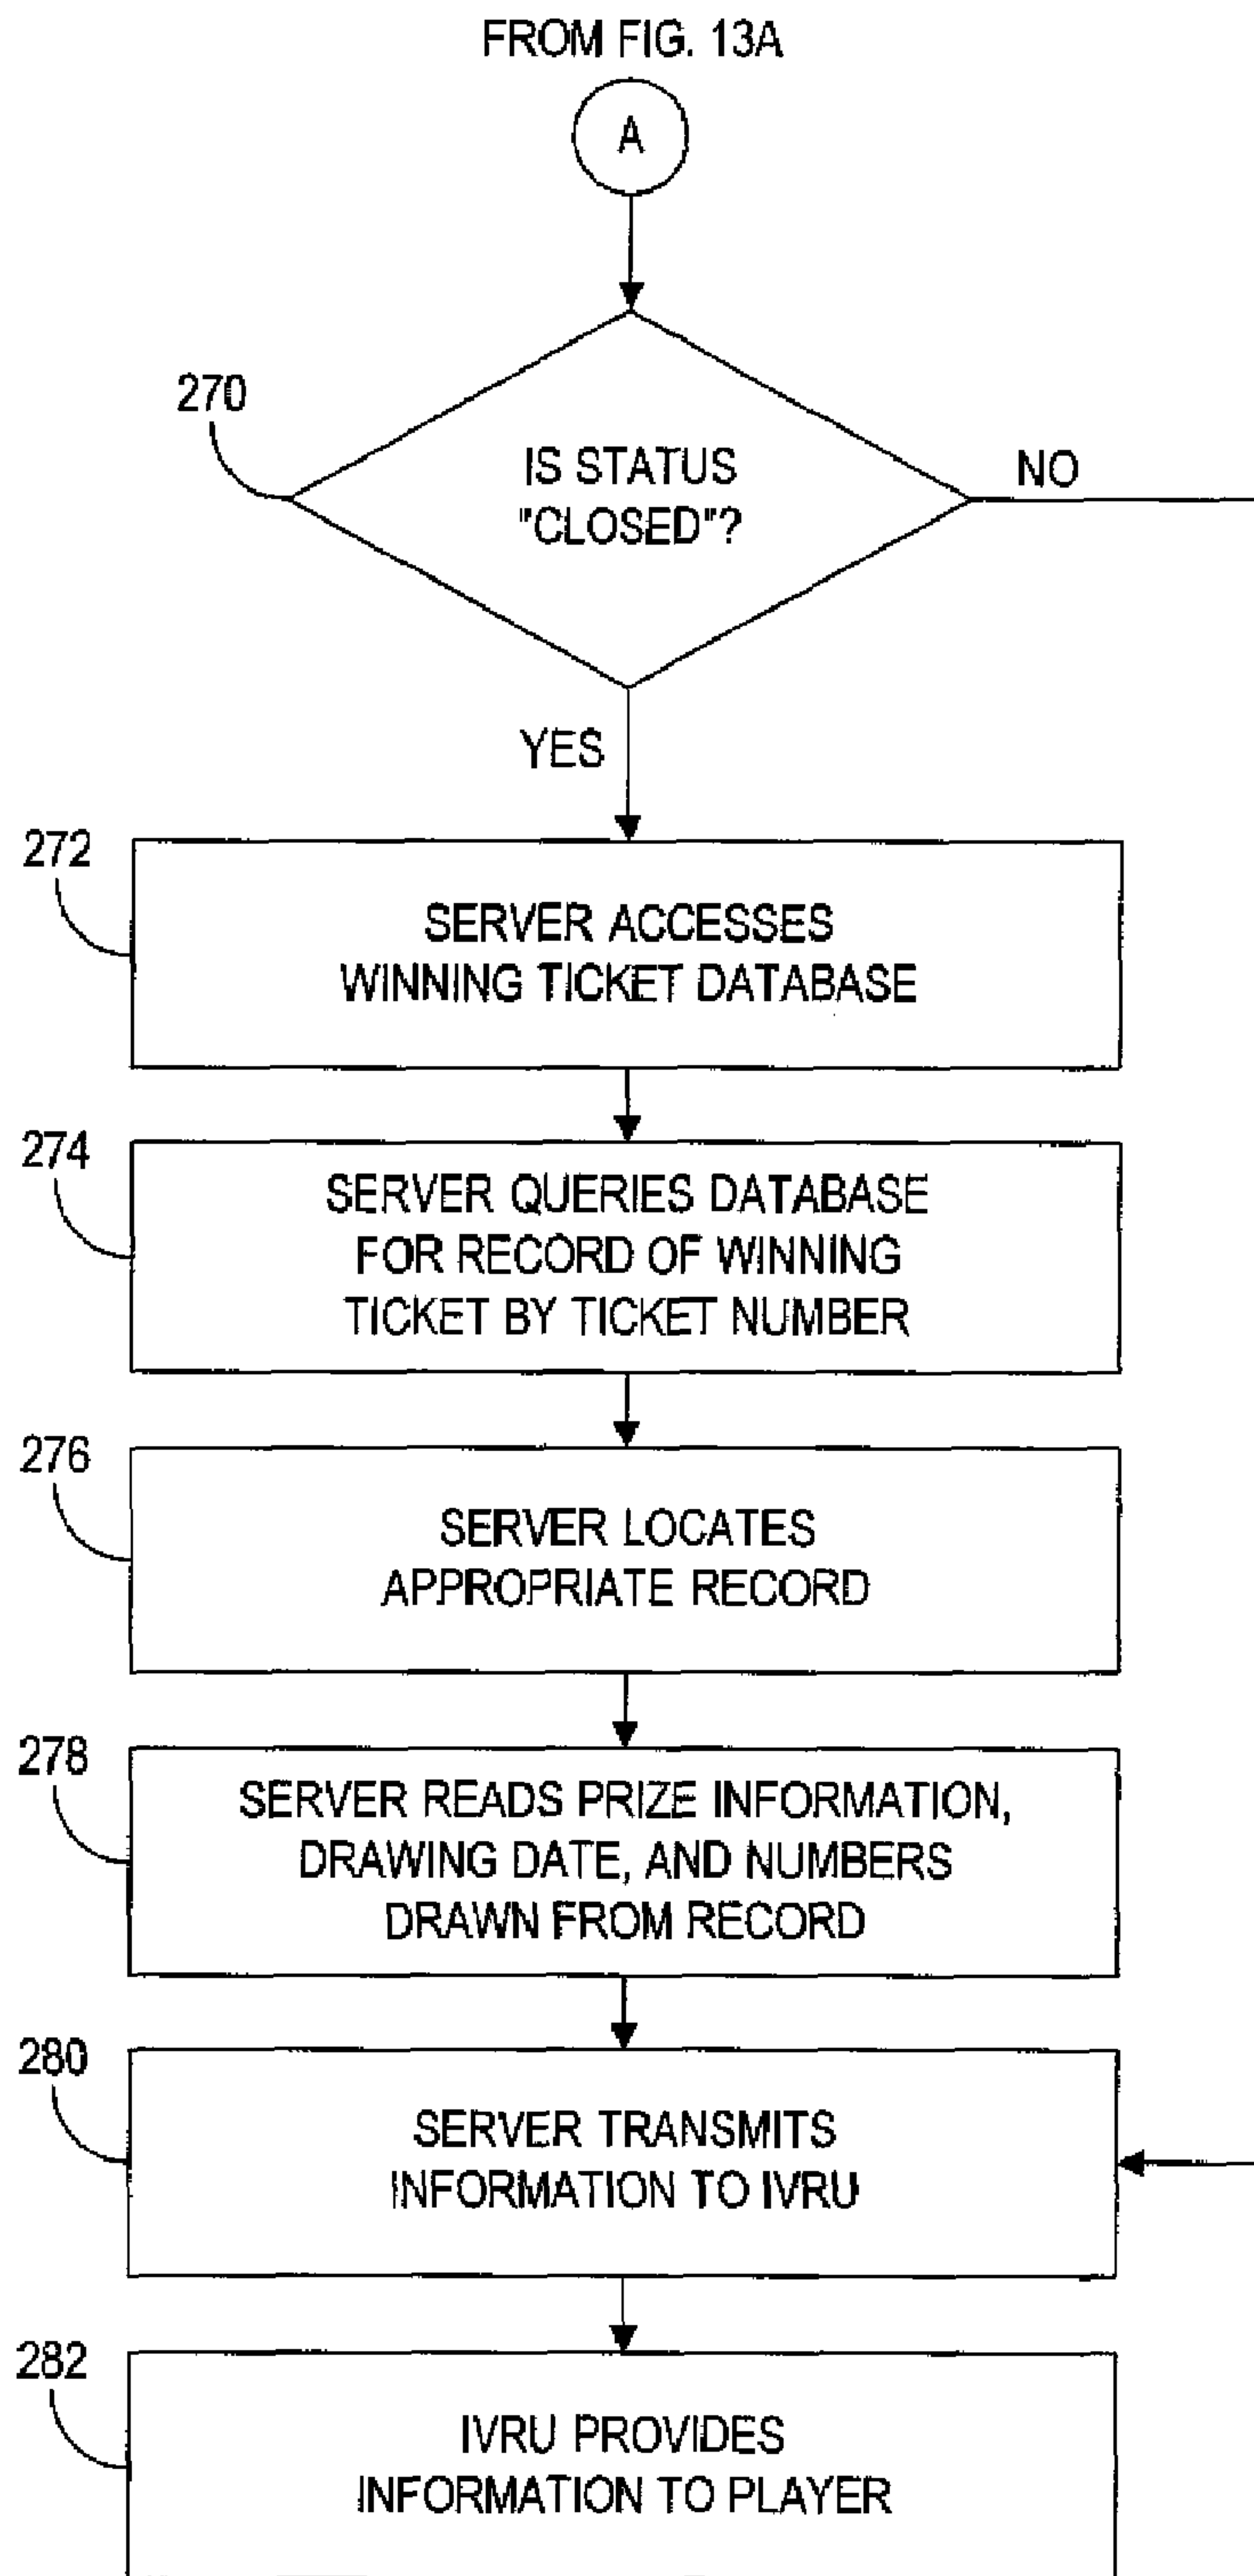 FROM FIG. 13A
A
270
IS STATUS
"CLOSED"?
NO
YES
272
SERVER ACCESSES
WINNING TICKET DATABASE
274
SERVER QUERIES DATABASE
FOR RECORD OF WINNING
TICKET BY TICKET NUMBER
276
SERVER LOCATES
APPROPRIATE RECORD
278
SERVER READS PRIZE INFORMATION,
DRAWING DATE, AND NUMBERS
DRAWN FROM RECORD
280
SERVER TRANSMITS
INFORMATION TO IVRU
282
IVRU PROVIDES
INFORMATION TO PLAYER